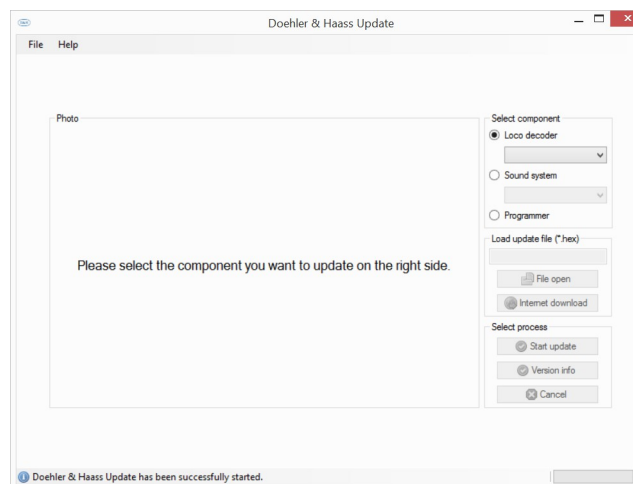 Doehler & Haass Update
File Help
Photo
Please select the component you want to update on the right side.
Select component
Loco decoder
Sound system
Programmer
Load update file (*.hex)
File open
Internet download
Select process
Start update
Version info
Cancel
Doehler & Haass Update has been successfully started.